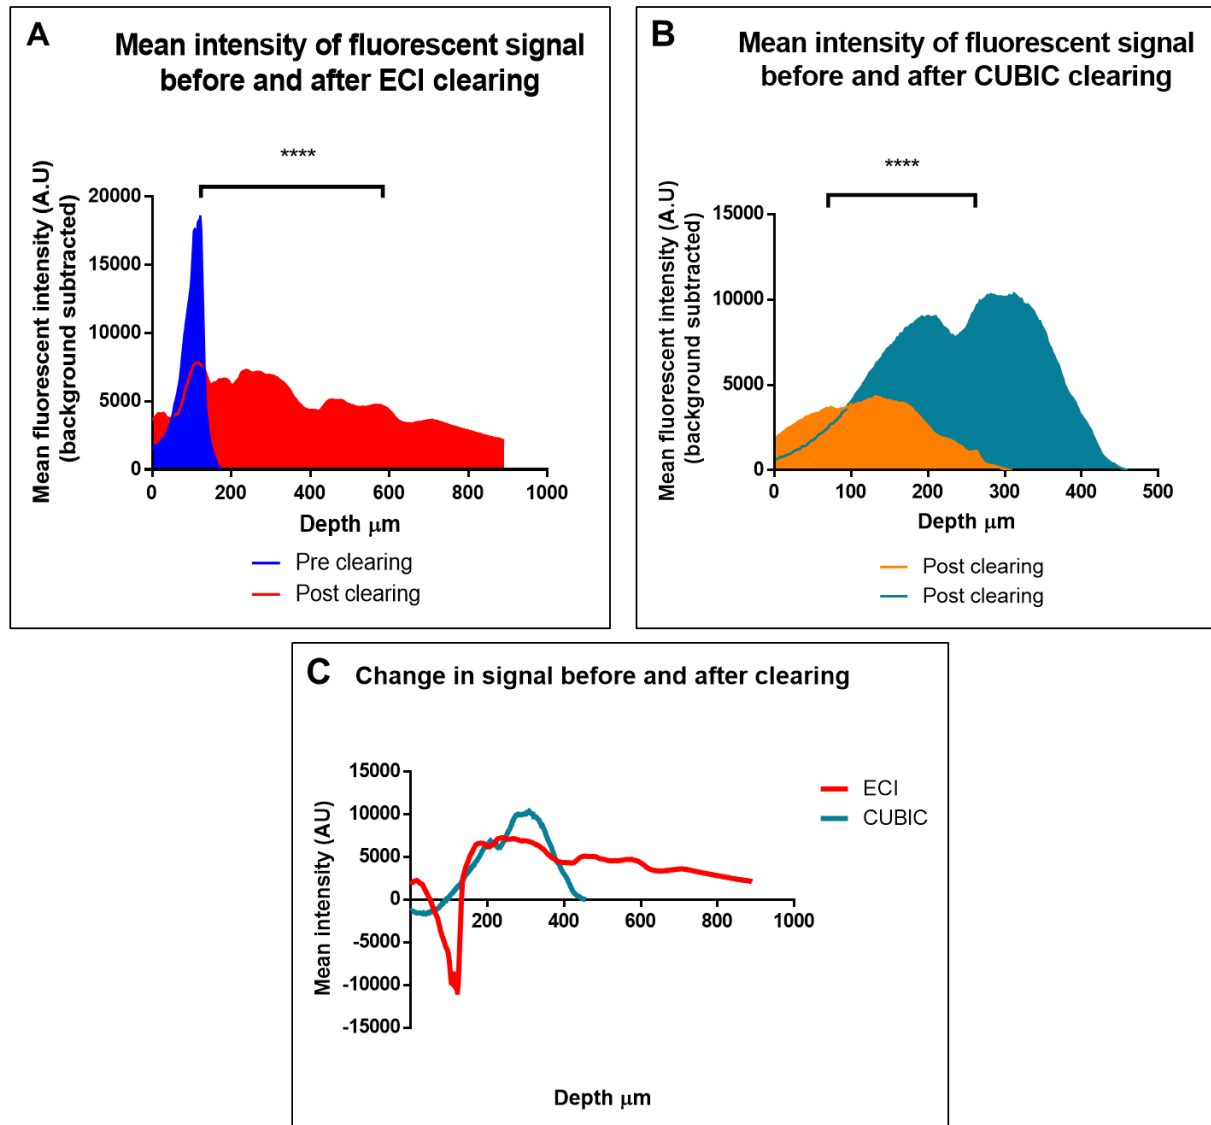 A
Mean intensity of fluorescent signal
before and after ECI clearing
****
Mean fluorescent intensity (A.U)
(background subtracted)
20000
15000
10000
5000
0
0 200 400 600 800 1000
Depth μm
Pre clearing
Post clearing
B
Mean intensity of fluorescent signal
before and after CUBIC clearing
****
Mean fluorescent intensity (A.U)
(background subtracted)
15000
10000
5000
0
0 100 200 300 400 500
Depth μm
Post clearing
Post clearing
C Change in signal before and after clearing
Mean intensity (AU)
15000
10000
5000
0
-5000
-10000
-15000
200 400 600 800 1000
ECI
CUBIC
Depth μm